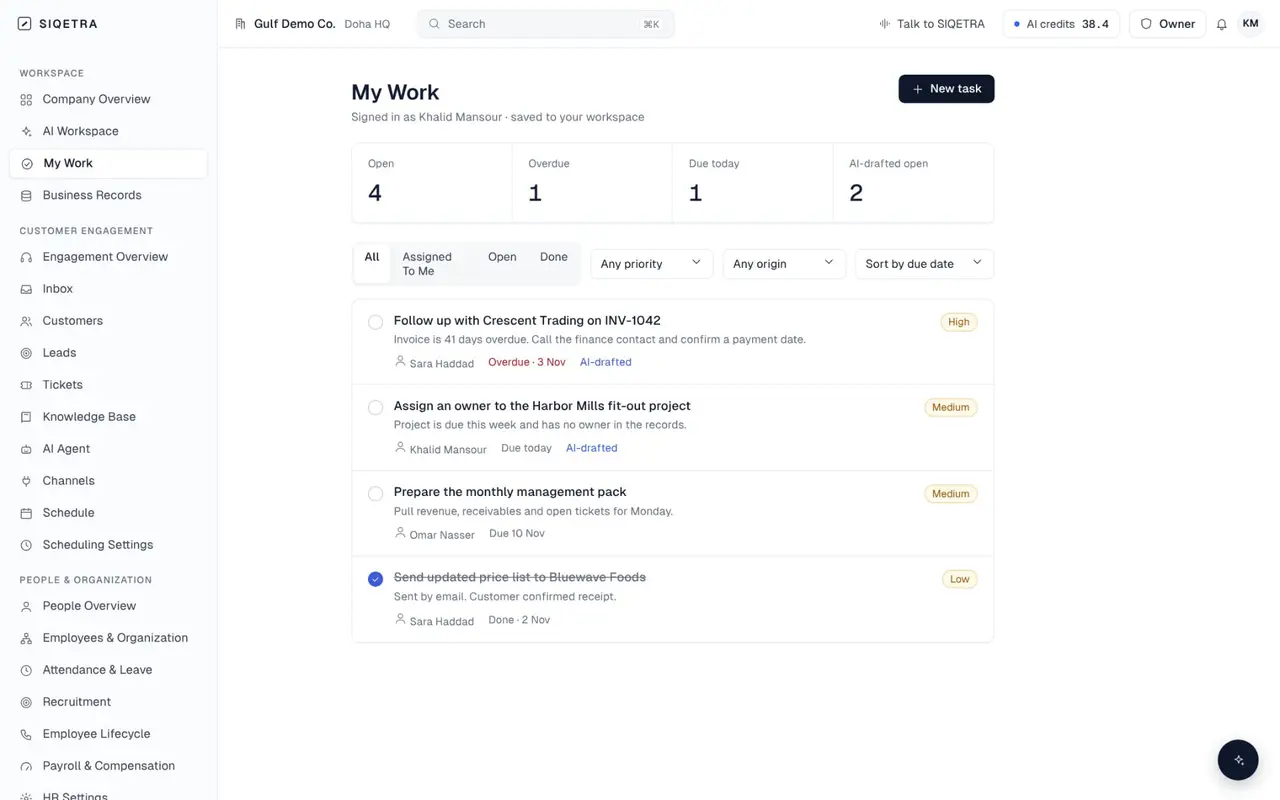 SIQETRA
Gulf Demo Co. Doha HQ
Search ⌘K
Talk to SIQETRA
AI credits 38.4
Owner
KM
WORKSPACE
Company Overview
AI Workspace
My Work
Business Records
CUSTOMER ENGAGEMENT
Engagement Overview
Inbox
Customers
Leads
Tickets
Knowledge Base
AI Agent
Channels
Schedule
Scheduling Settings
PEOPLE & ORGANIZATION
People Overview
Employees & Organization
Attendance & Leave
Recruitment
Employee Lifecycle
Payroll & Compensation
HR Settings
My Work
Signed in as Khalid Mansour · saved to your workspace
New task
Open
4
Overdue
1
Due today
1
AI-drafted open
2
All
Assigned
To Me
Open
Done
Any priority
Any origin
Sort by due date
Follow up with Crescent Trading on INV-1042
High
Invoice is 41 days overdue. Call the finance contact and confirm a payment date.
Sara Haddad Overdue · 3 Nov AI-drafted
Assign an owner to the Harbor Mills fit-out project
Medium
Project is due this week and has no owner in the records.
Khalid Mansour Due today AI-drafted
Prepare the monthly management pack
Medium
Pull revenue, receivables and open tickets for Monday.
Omar Nasser Due 10 Nov
Send updated price list to Bluewave Foods
Low
Sent by email. Customer confirmed receipt.
Sara Haddad Done · 2 Nov